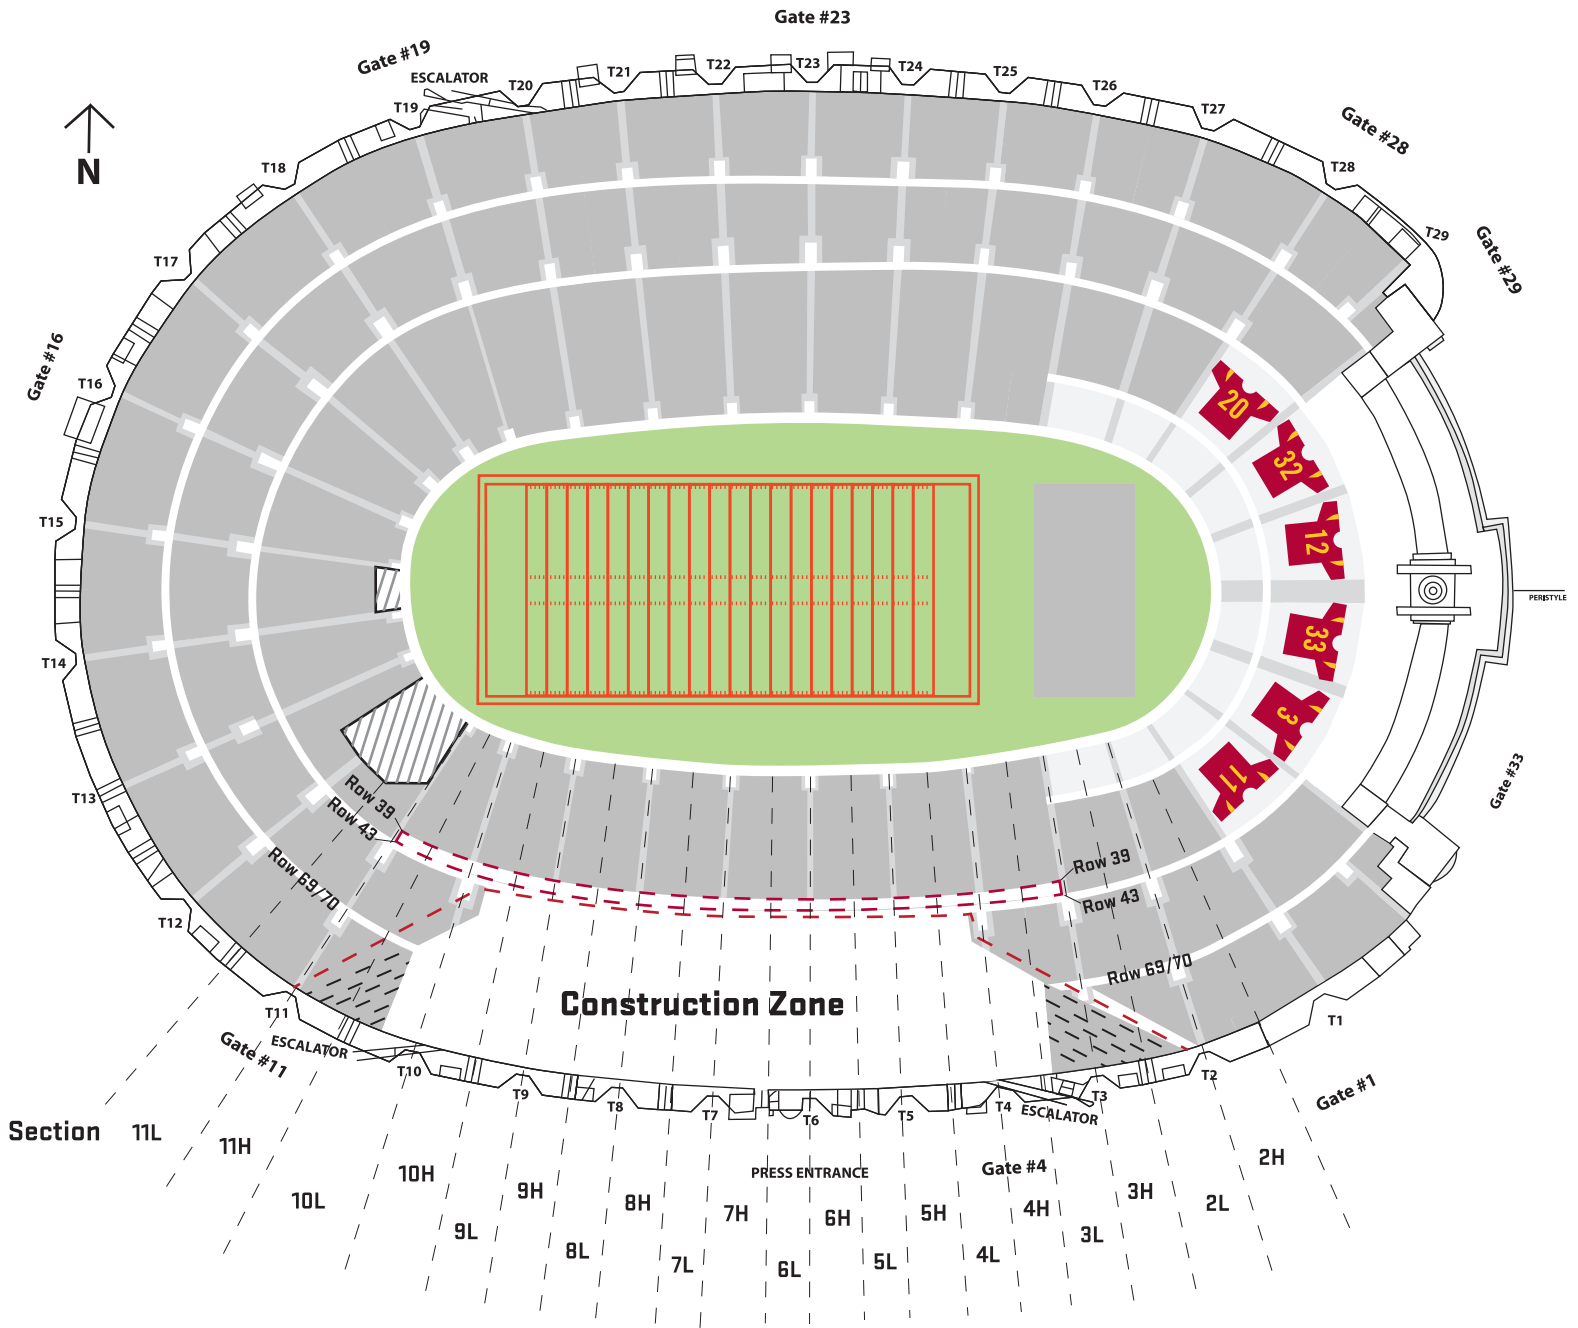 Gate #23
Gate #19
ESCALATOR
T19
T20
T21
T22
T23
T24
T25
T26
T27
Gate #28
T28
T29
Gate #29
N
T18
T17
Gate #16
T16
T15
T14
T13
T12
20
32
12
33
3
11
PERISTYLE
Gate #33
Row 39
Row 43
Row 69/70
Row 39
Row 43
Row 69/70
Construction Zone
T11
Gate #11
ESCALATOR
T10
T9
T8
T7
T6
T5
T4
ESCALATOR
T3
T2
T1
Gate #1
Gate #4
PRESS ENTRANCE
Section
11L
11H
10L
10H
9L
9H
8L
8H
7L
7H
6L
6H
5L
5H
4L
4H
3L
3H
2L
2H